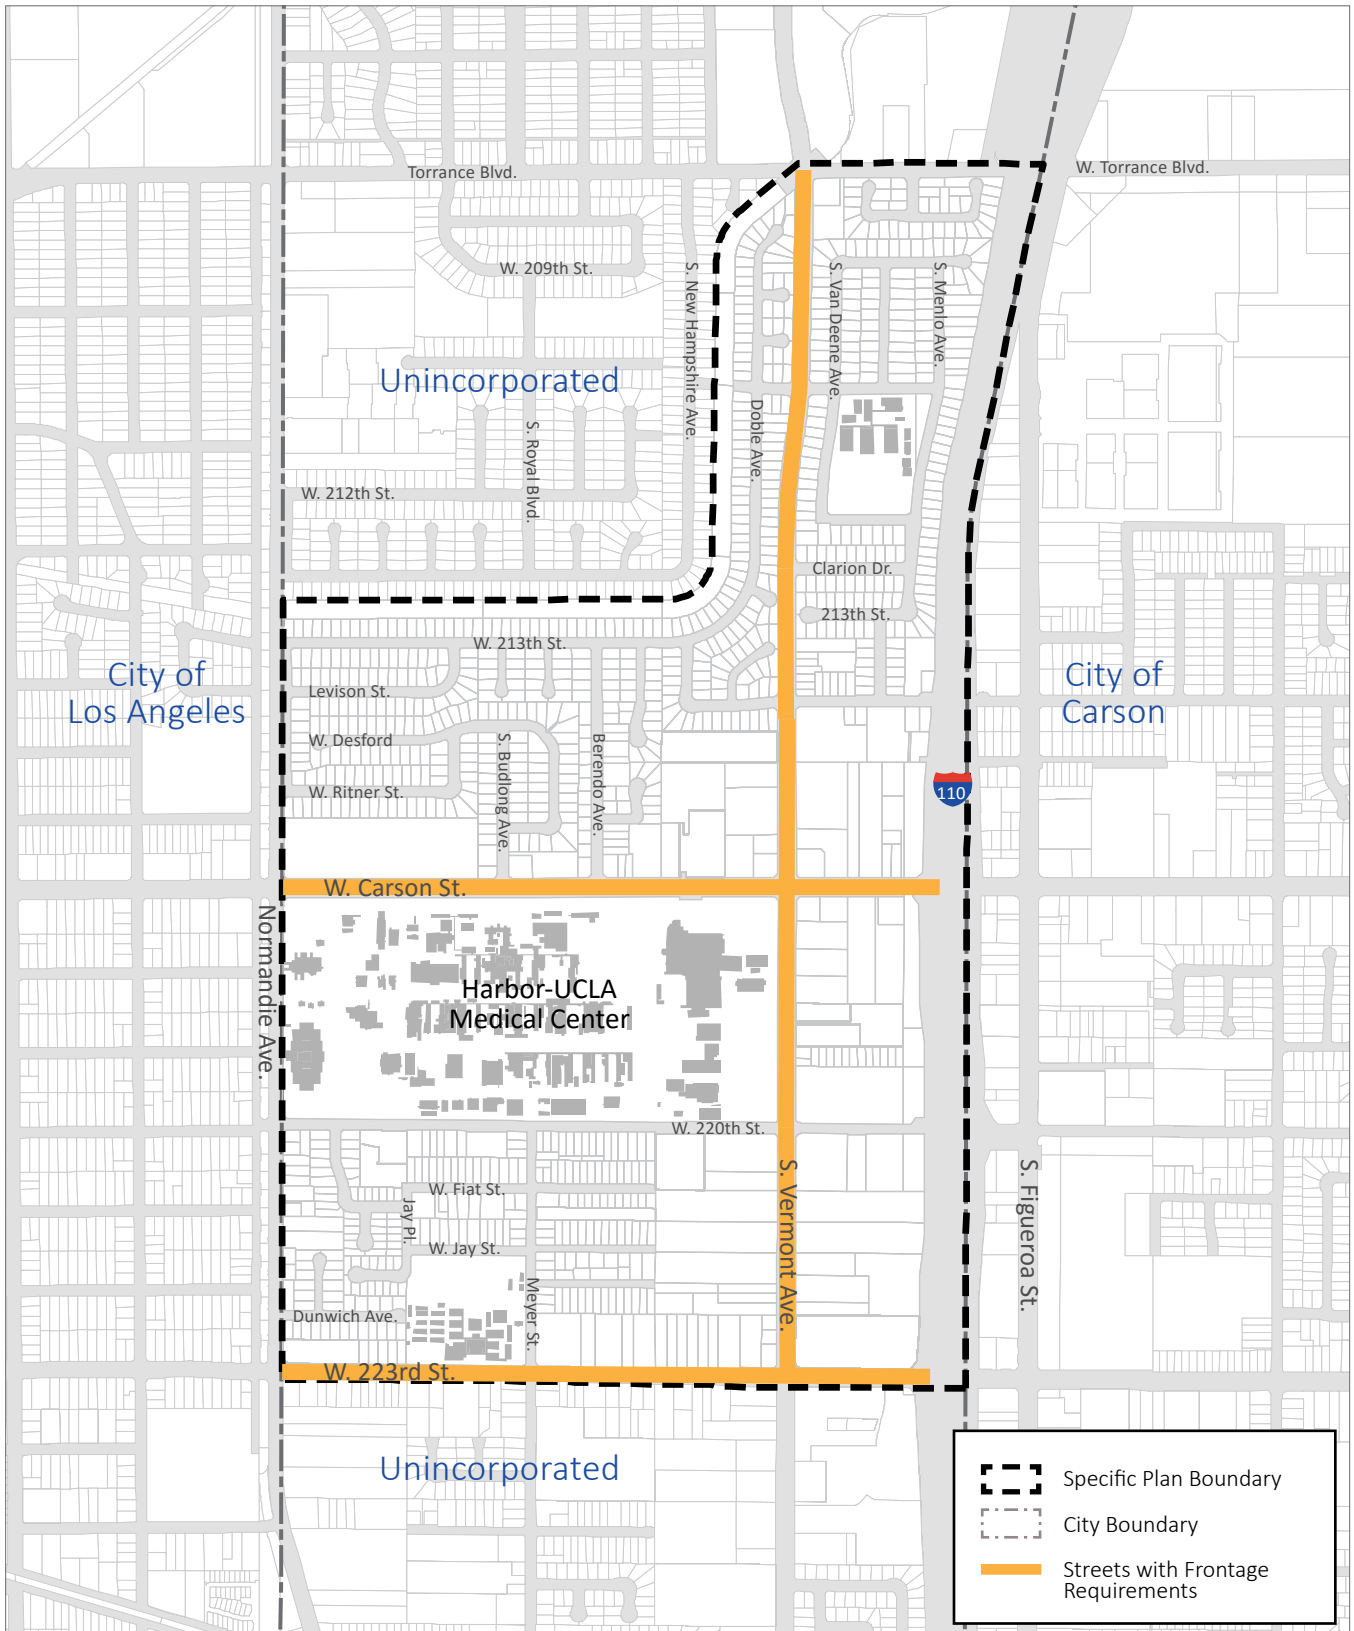 Torrance Blvd.
W. Torrance Blvd.
W. 209th St.
S. New Hampshire Ave.
S. Van Deene Ave.
S. Menlo Ave.
Unincorporated
Doble Ave.
S. Royal Blvd.
W. 212th St.
Clarion Dr.
213th St.
W. 213th St.
City of
Los Angeles
City of
Carson
Levison St.
W. Desford
S. Budlong Ave.
Berendo Ave.
W. Ritner St.
110
W. Carson St.
Normandie Ave.
Harbor-UCLA
Medical Center
W. 220th St.
S. Vermont Ave.
S. Figueroa St.
W. Fiat St.
Jay Pl.
W. Jay St.
Meyer St.
Dunwich Ave.
W. 223rd St.
Unincorporated
Specific Plan Boundary
City Boundary
Streets with Frontage
Requirements